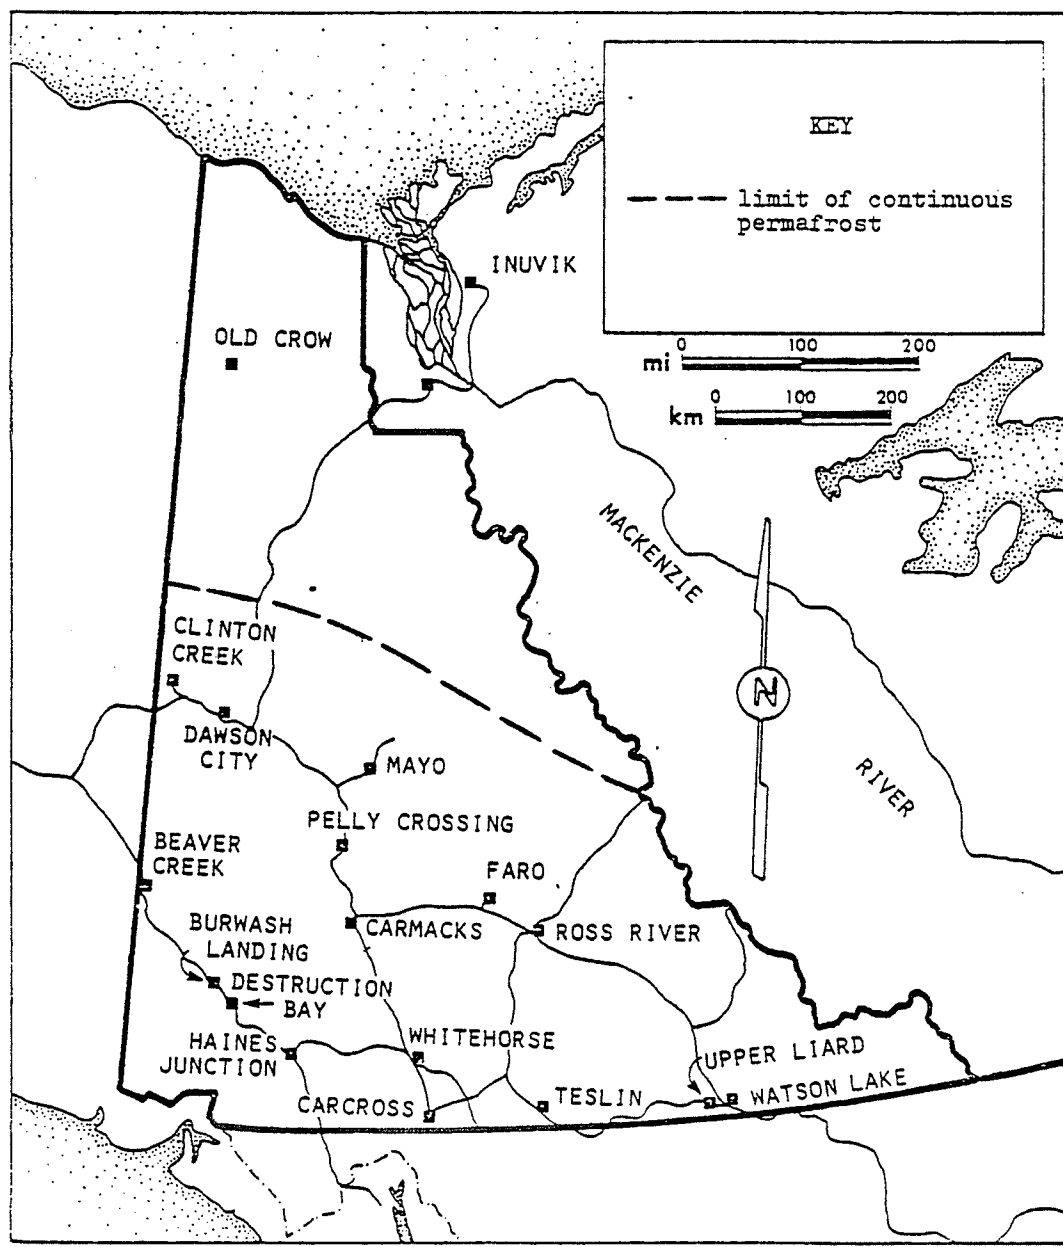 KEY
limit of continuous
permafrost
INUVIK
OLD CROW
0 100 200
mi
0 100 200
km
MACKENZIE
RIVER
N
CLINTON
CREEK
DAWSON
CITY
MAYO
PELLY CROSSING
BEAVER
CREEK
FARO
BURWASH
LANDING
CARMACKS
ROSS RIVER
DESTRUCTION
BAY
HAINES
JUNCTION
WHITEHORSE
UPPER LIARD
CARCROSS
TESLIN
WATSON LAKE